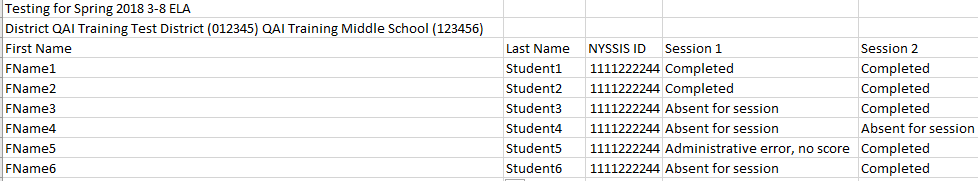 Testing for Spring 2018 3-8 ELA
District QAI Training Test District (012345) QAI Training Middle School (123456)
First Name Last Name NYSSIS ID Session 1 Session 2
FName1 Student1 1111222244 Completed Completed
FName2 Student2 1111222244 Completed Completed
FName3 Student3 1111222244 Absent for session Completed
FName4 Student4 1111222244 Absent for session Absent for session
FName5 Student5 1111222244 Administrative error, no score Completed
FName6 Student6 1111222244 Absent for session Completed